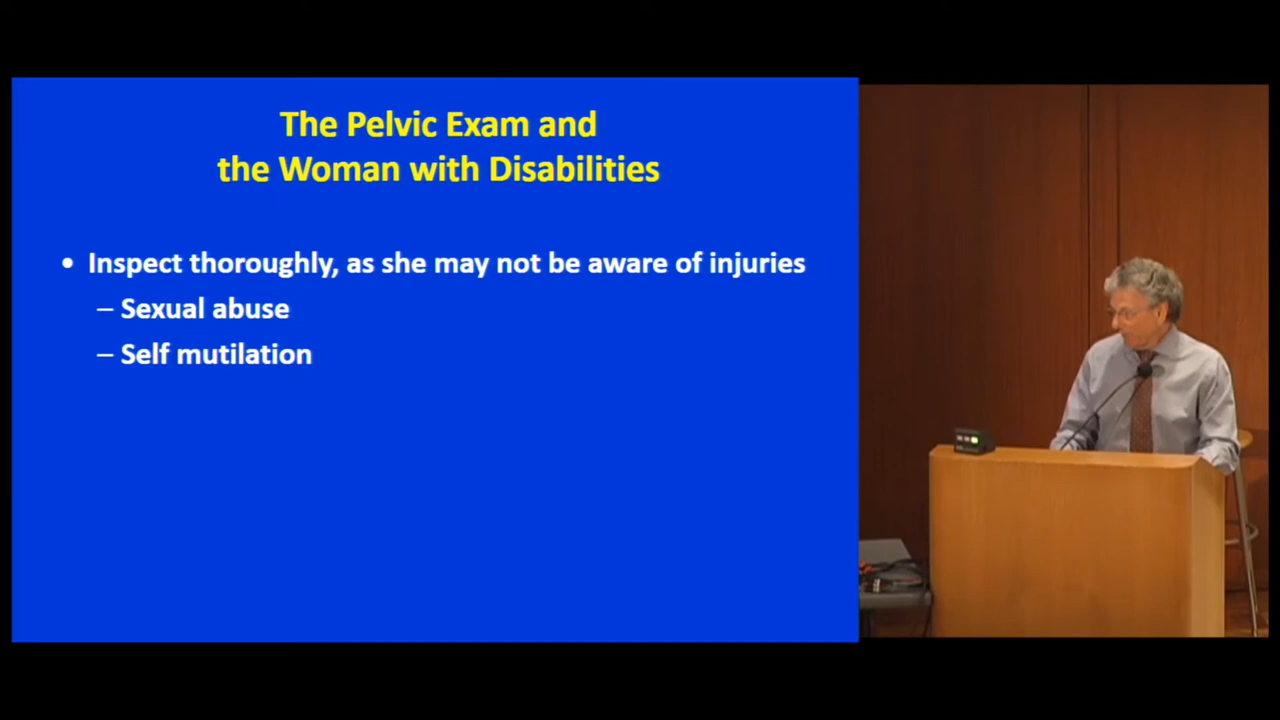 The Pelvic Exam and
the Woman with Disabilities
• Inspect thoroughly, as she may not be aware of injuries
– Sexual abuse
– Self mutilation